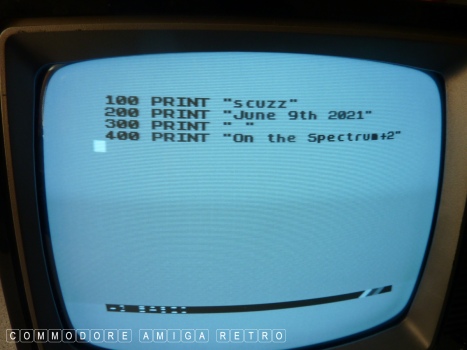 100 PRINT "scuzz"
200 PRINT "June 9th 2021"
300 PRINT " "
400 PRINT "On the Spectrum+2"
COMMODORE AMIGA RETRO